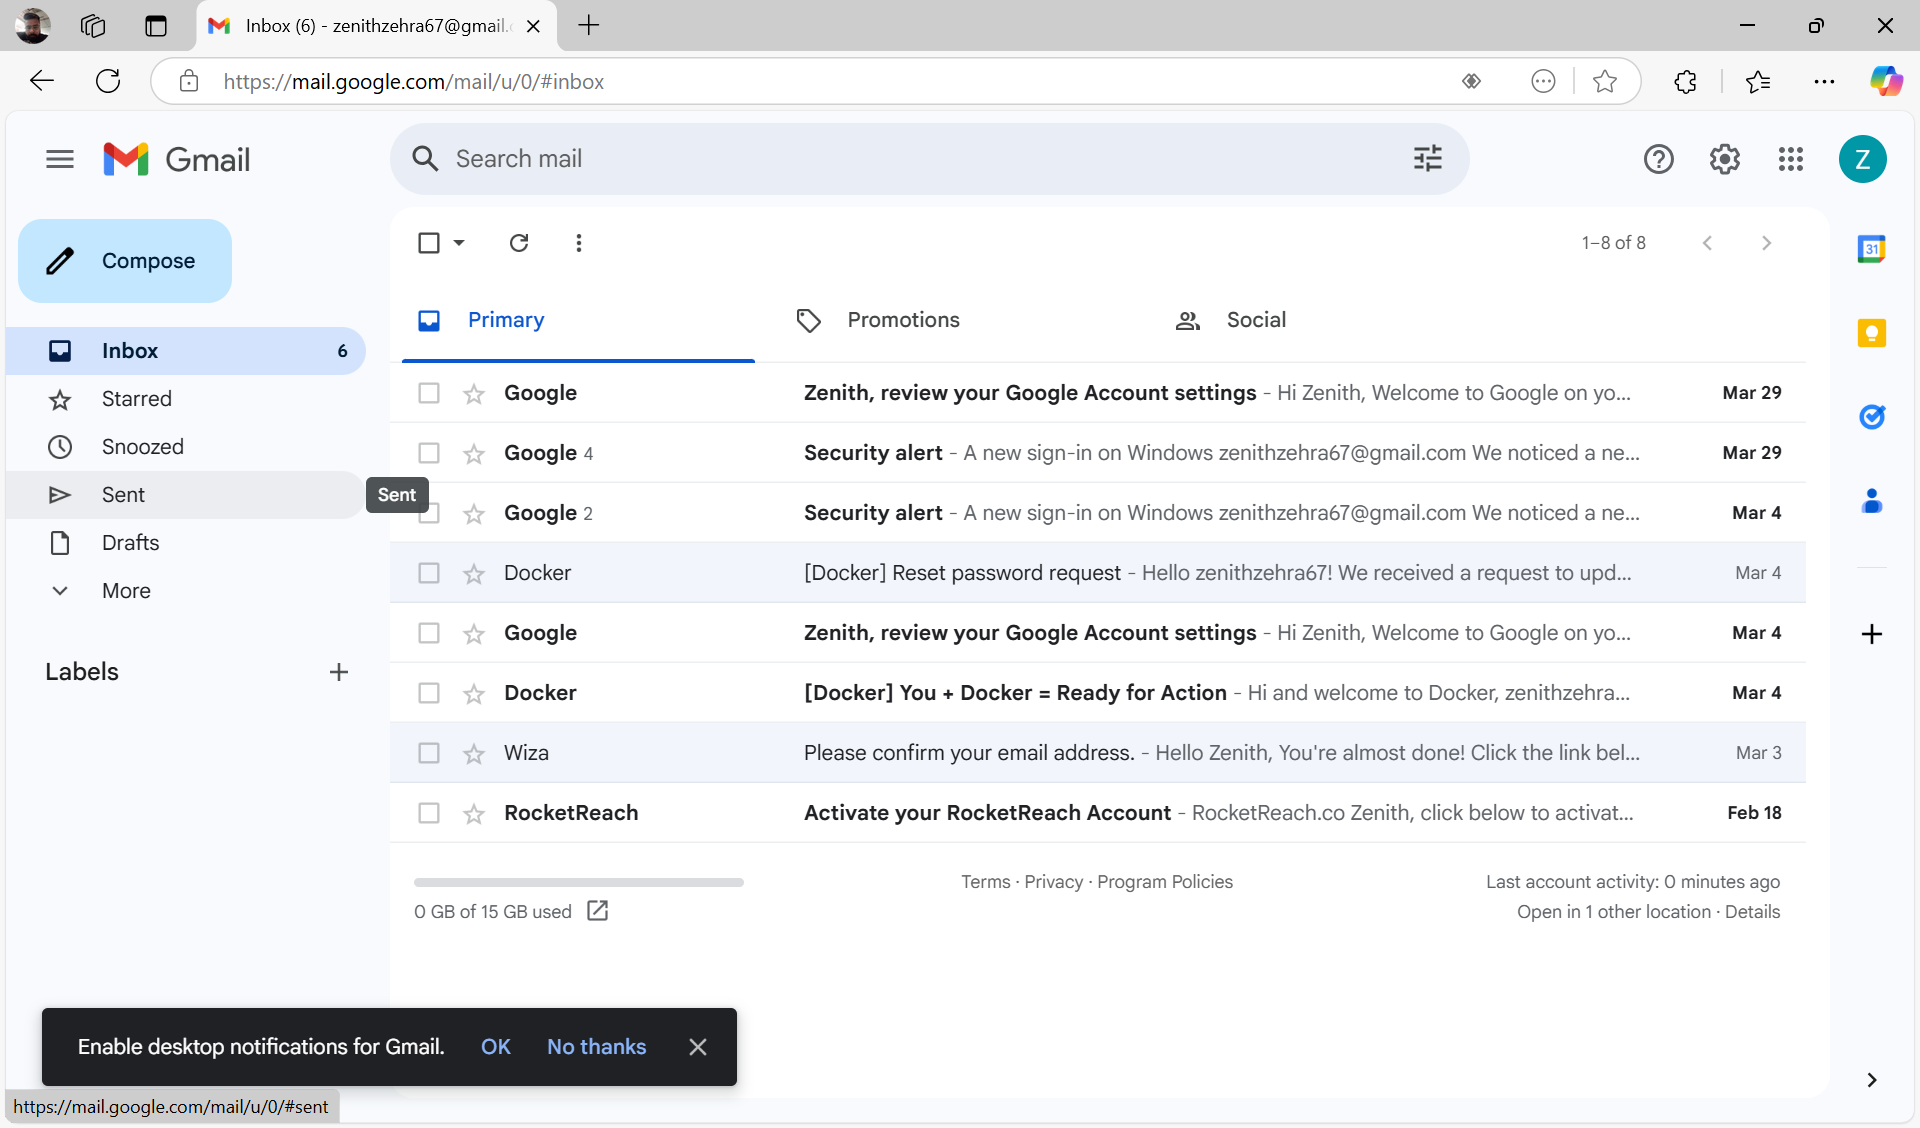 Inbox (6) - zenithzehra67@gmail.
https://mail.google.com/mail/u/0/#inbox
Gmail
Search mail
Z
Compose
1–8 of 8
31
Primary
Promotions
Social
Inbox 6
Starred
Snoozed
Sent
Sent
Drafts
More
Labels
Google Zenith, review your Google Account settings - Hi Zenith, Welcome to Google on yo... Mar 29
Google 4 Security alert - A new sign-in on Windows zenithzehra67@gmail.com We noticed a ne... Mar 29
Google 2 Security alert - A new sign-in on Windows zenithzehra67@gmail.com We noticed a ne... Mar 4
Docker [Docker] Reset password request - Hello zenithzehra67! We received a request to upd... Mar 4
Google Zenith, review your Google Account settings - Hi Zenith, Welcome to Google on yo... Mar 4
Docker [Docker] You + Docker = Ready for Action - Hi and welcome to Docker, zenithzehra... Mar 4
Wiza Please confirm your email address. - Hello Zenith, You're almost done! Click the link bel... Mar 3
RocketReach Activate your RocketReach Account - RocketReach.co Zenith, click below to activat... Feb 18
0 GB of 15 GB used
Terms · Privacy · Program Policies
Last account activity: 0 minutes ago
Open in 1 other location · Details
Enable desktop notifications for Gmail. OK No thanks
https://mail.google.com/mail/u/0/#sent